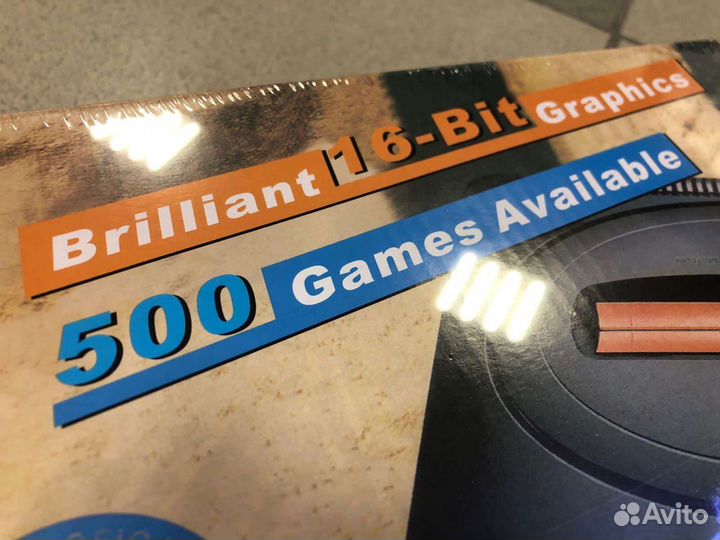 Brilliant 16-Bit Graphics
500 Games Available
Avito